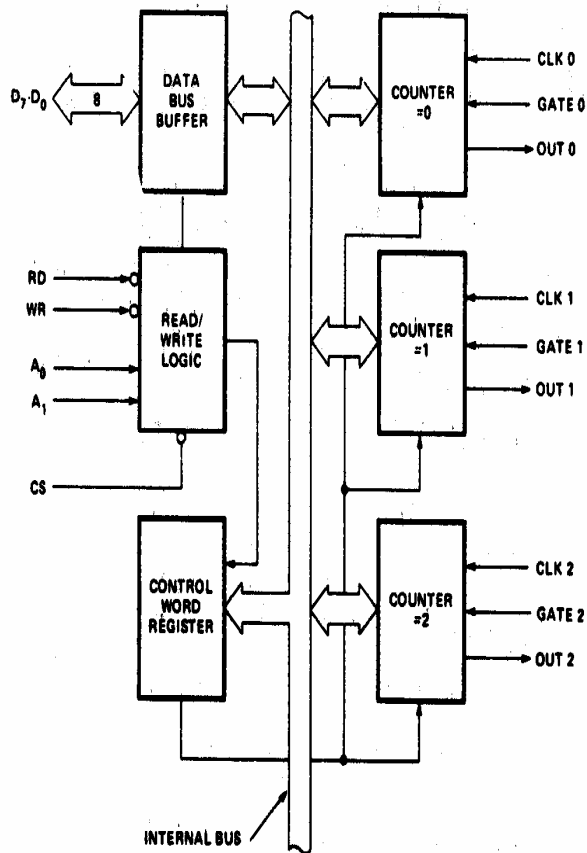 D7-D0
8
DATA
BUS
BUFFER
COUNTER
=0
CLK 0
GATE 0
OUT 0
RD
WR
A0
A1
CS
READ/
WRITE
LOGIC
COUNTER
=1
CLK 1
GATE 1
OUT 1
CONTROL
WORD
REGISTER
COUNTER
=2
CLK 2
GATE 2
OUT 2
INTERNAL BUS